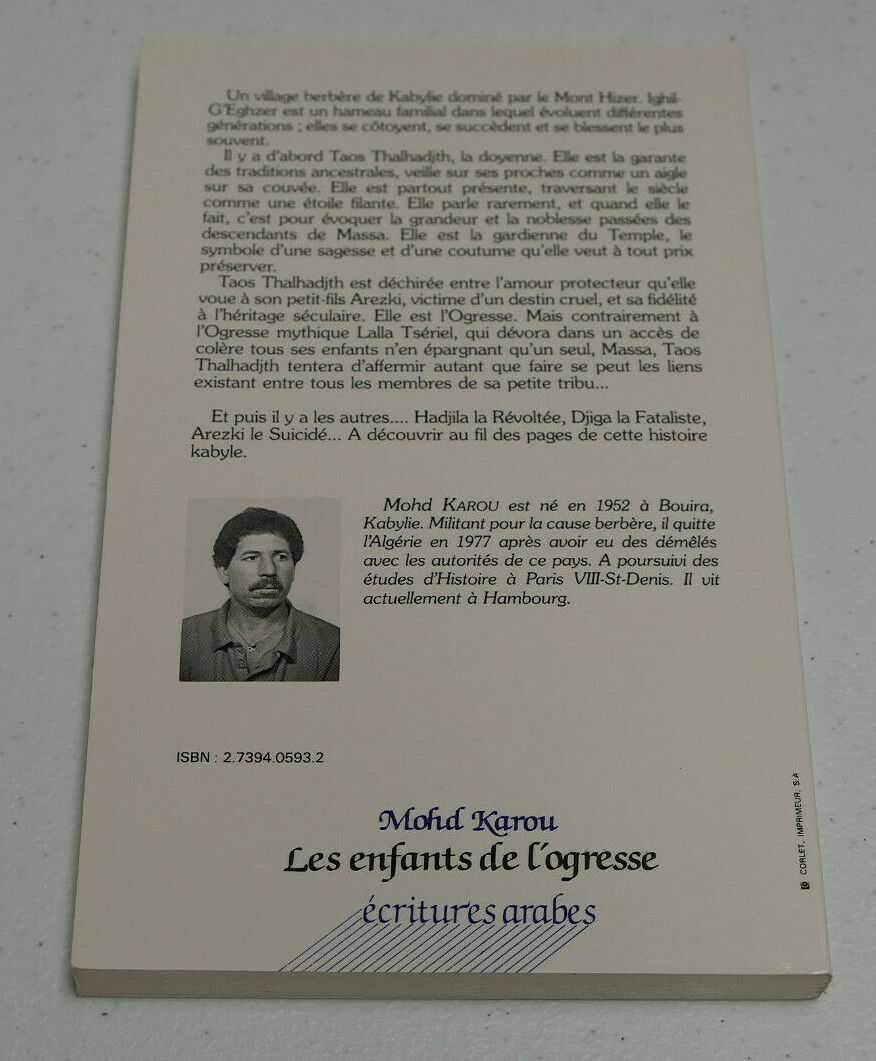 Un village berbère de Kabylie dominé par le Mont Hizer. Ighil-
G'Eghzer est un hameau familial dans lequel évoluent différentes
générations ; elles se côtoyent, se succèdent et se blessent le plus
souvent.
Il y a d'abord Taos Thalhadjth, la doyenne. Elle est la garante
des traditions ancestrales, veille sur ses proches comme un aigle
sur sa couvée. Elle est partout présente, traversant le siècle
comme une étoile filante. Elle parle rarement, et quand elle le
fait, c'est pour évoquer la grandeur et la noblesse passées des
descendants de Massa. Elle est la gardienne du Temple, le
symbole d'une sagesse et d'une coutume qu'elle veut à tout prix
préserver.
Taos Thalhadjth est déchirée entre l'amour protecteur qu'elle
voue à son petit-fils Arezki, victime d'un destin cruel, et sa fidélité
à l'héritage séculaire. Elle est l'Ogresse. Mais contrairement à
l'Ogresse mythique Lalla Tsériel, qui dévora dans un accès de
colère tous ses enfants n'en épargnant qu'un seul, Massa, Taos
Thalhadjth tentera d'affermir autant que faire se peut les liens
existant entre tous les membres de sa petite tribu...
Et puis il y a les autres.... Hadjila la Révoltée, Djiga la Fataliste,
Arezki le Suicidé... A découvrir au fil des pages de cette histoire
kabyle.
Mohd KAROU est né en 1952 à Bouira,
Kabylie. Militant pour la cause berbère, il quitte
l'Algérie en 1977 après avoir eu des démêlés
avec les autorités de ce pays. A poursuivi des
études d'Histoire à Paris VIII-St-Denis. Il vit
actuellement à Hambourg.
ISBN : 2.7394.0593.2
Mohd Karou
Les enfants de l'ogresse
écritures arabes
CORLET, IMPRIMEUR, S.A